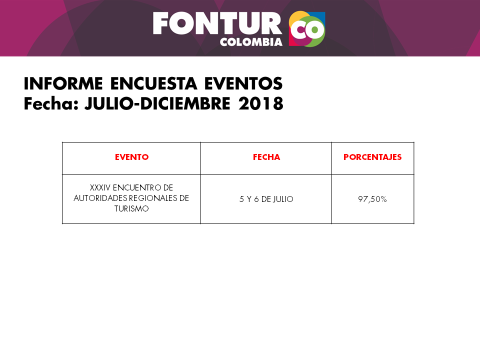 FONTUR CO
COLOMBIA
INFORME ENCUESTA EVENTOS
Fecha: JULIO-DICIEMBRE 2018
EVENTO FECHA PORCENTAJES
XXXIV ENCUENTRO DE
AUTORIDADES REGIONALES DE
TURISMO
5 Y 6 DE JULIO
97,50%